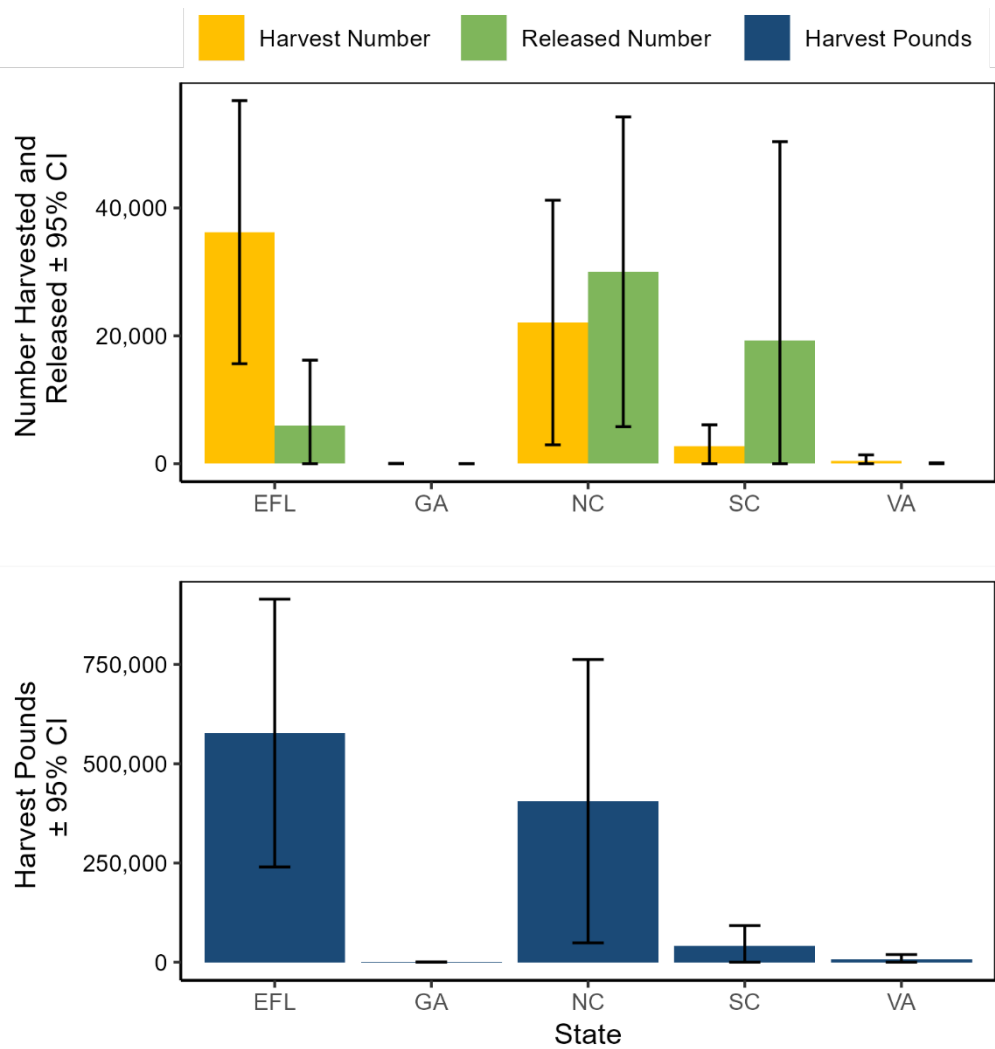 Harvest Number Released Number Harvest Pounds
Number Harvested and
Released ± 95% CI
40,000
20,000
0
EFL GA NC SC VA
Harvest Pounds
± 95% CI
750,000
500,000
250,000
0
EFL GA NC SC VA
State